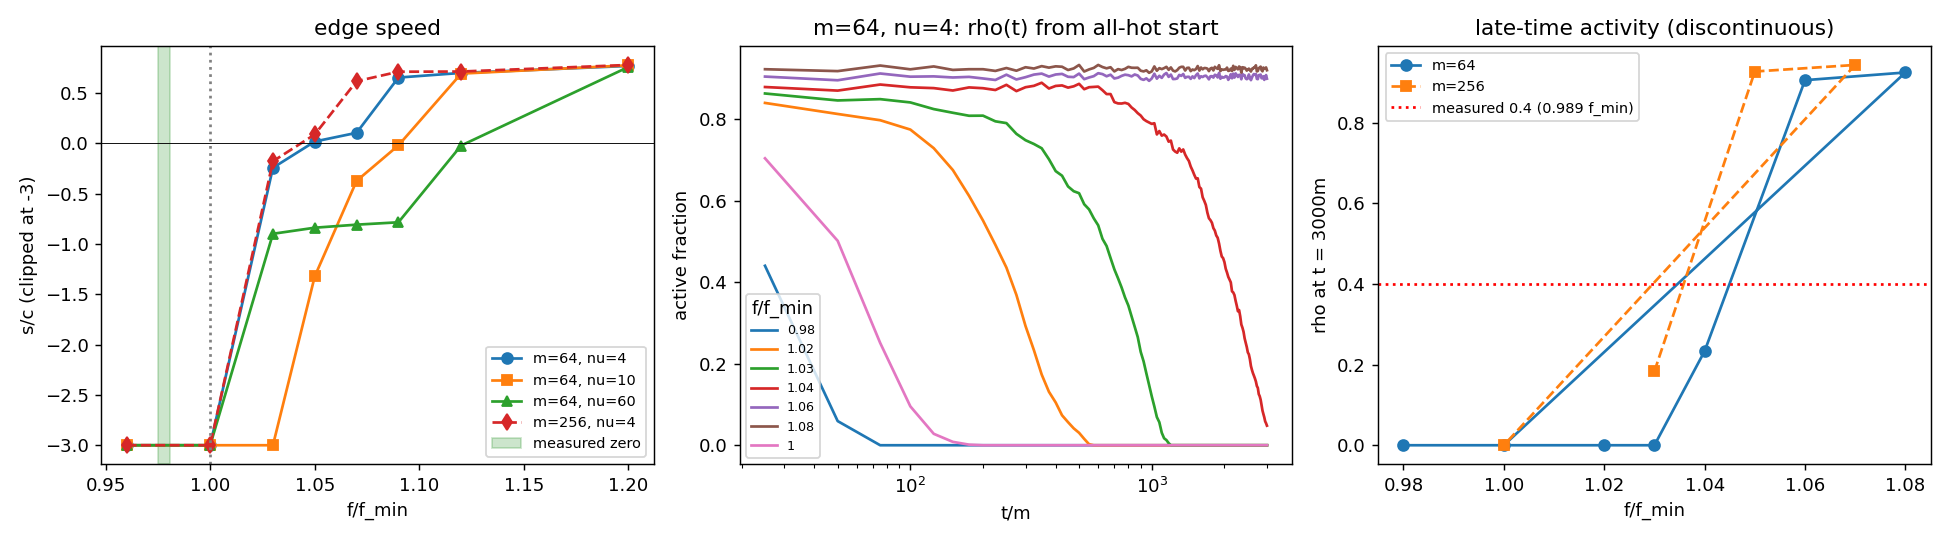 edge speed
s/c (clipped at -3)
0.5
0.0
−0.5
−1.0
−1.5
−2.0
−2.5
−3.0
0.95
1.00
1.05
1.10
1.15
1.20
f/f_min
m=64, nu=4
m=64, nu=10
m=64, nu=60
m=256, nu=4
measured zero
m=64, nu=4: rho(t) from all-hot start
active fraction
0.8
0.6
0.4
0.2
0.0
f/f_min
0.98
1.02
1.03
1.04
1.06
1.08
1
10²
10³
t/m
late-time activity (discontinuous)
rho at t = 3000m
0.8
0.6
0.4
0.2
0.0
m=64
m=256
measured 0.4 (0.989 f_min)
0.98
1.00
1.02
1.04
1.06
1.08
f/f_min